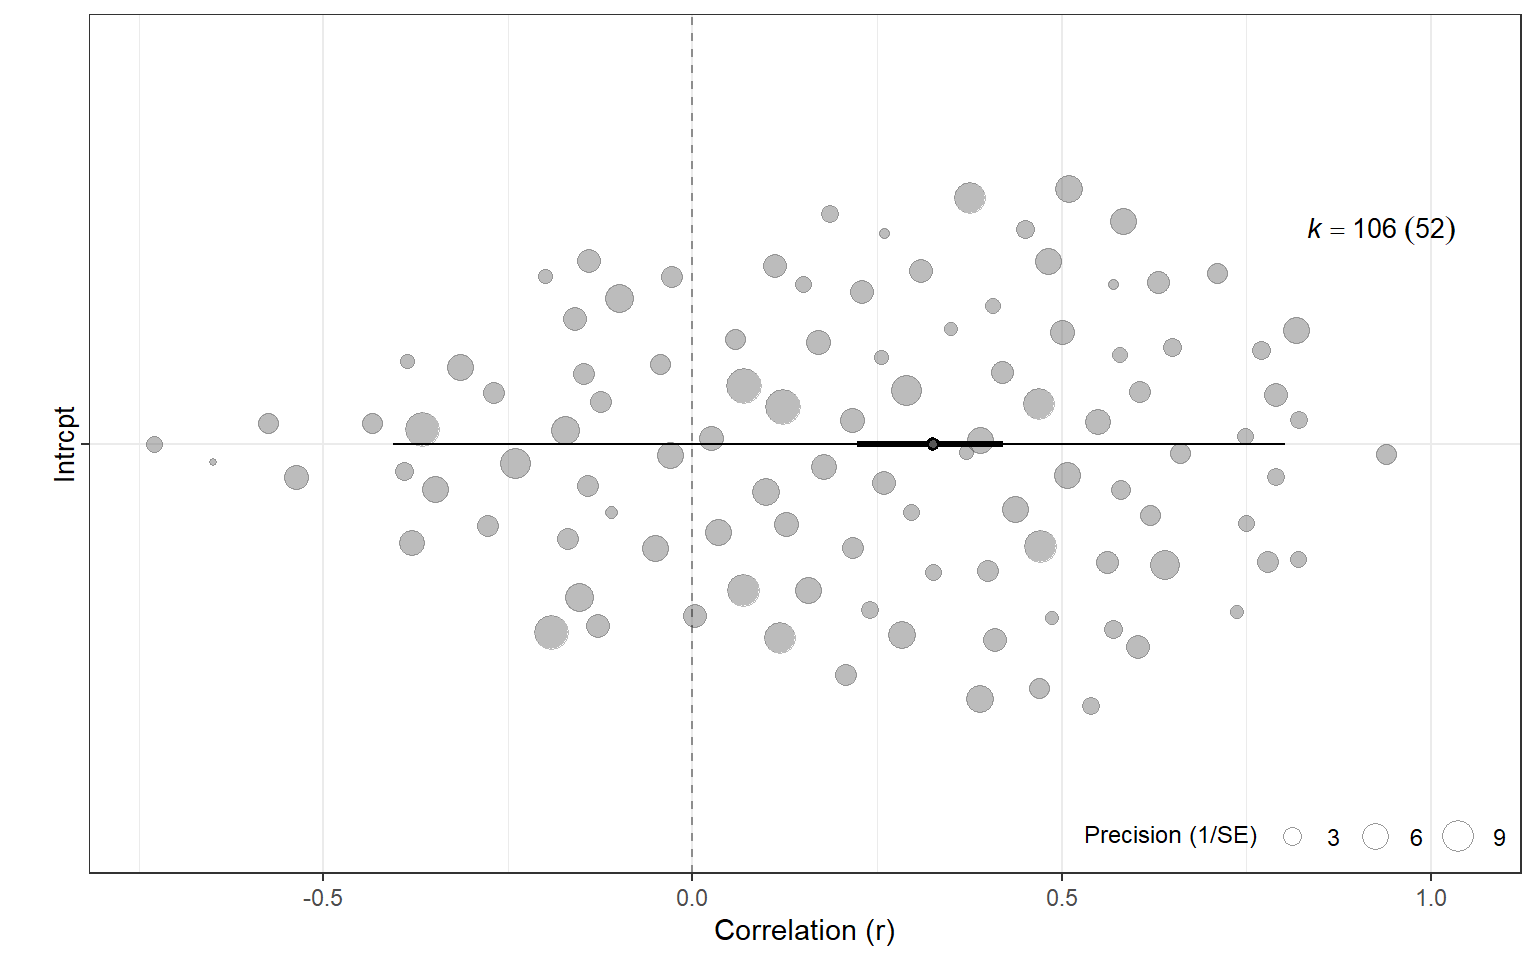 k = 106 (52)
Intrcpt
Precision (1/SE) 3 6 9
-0.5 0.0 0.5 1.0
Correlation (r)